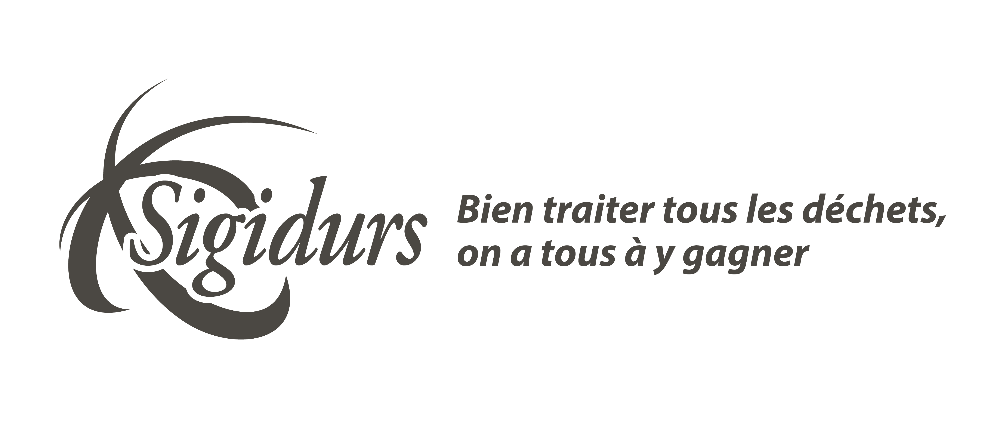 Sigidurs
Bien traiter tous les déchets,
on a tous à y gagner